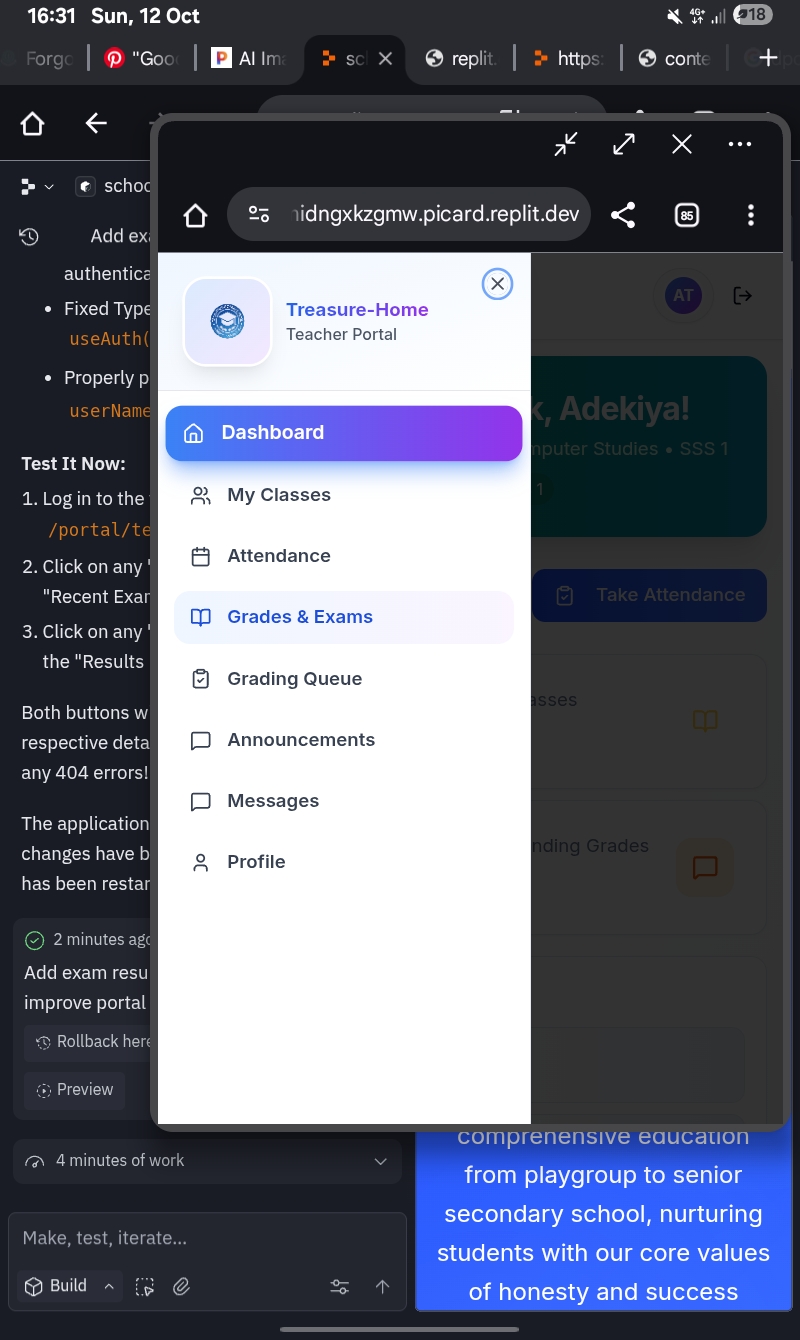 16:31 Sun, 12 Oct
4G+ 18
Forgo
"Good
AI Ima
sc
replit.
https:
conte
schoo
idngxkzgmw.picard.replit.dev
85
Add exa
authentica
Fixed Type
useAuth(
Properly p
userName
Test It Now:
1. Log in to the
/portal/te
2. Click on any "
"Recent Exar
3. Click on any "
the "Results
Both buttons w
respective deta
any 404 errors!
The application
changes have b
has been restar
2 minutes ago
Add exam resu
improve portal
Rollback here
Preview
4 minutes of work
Make, test, iterate...
Build
Treasure-Home
Teacher Portal
Dashboard
My Classes
Attendance
Grades & Exams
Grading Queue
Announcements
Messages
Profile
AT
k, Adekiya!
mputer Studies • SSS 1
1
Take Attendance
asses
nding Grades
comprehensive education
from playgroup to senior
secondary school, nurturing
students with our core values
of honesty and success